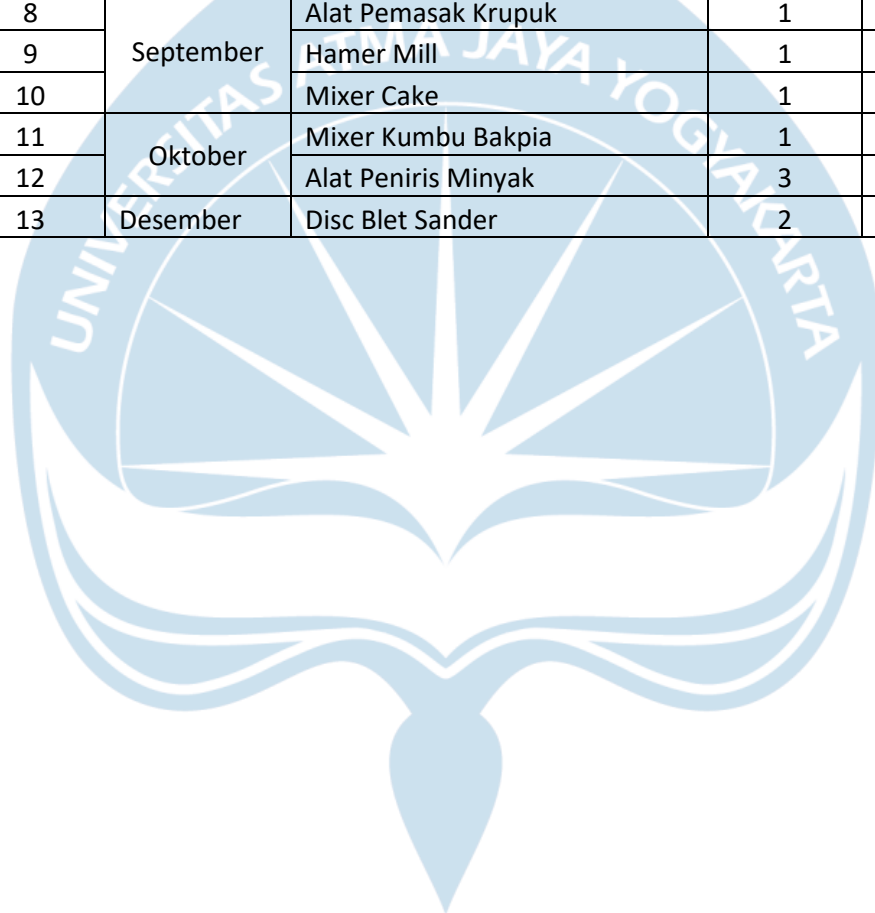 8 September Alat Pemasak Krupuk 1
9 Hamer Mill 1
10 Mixer Cake 1
11 Oktober Mixer Kumbu Bakpia 1
12 Alat Peniris Minyak 3
13 Desember Disc Blet Sander 2
UNIVERSITAS ATMA JAYA YOGYAKARTA